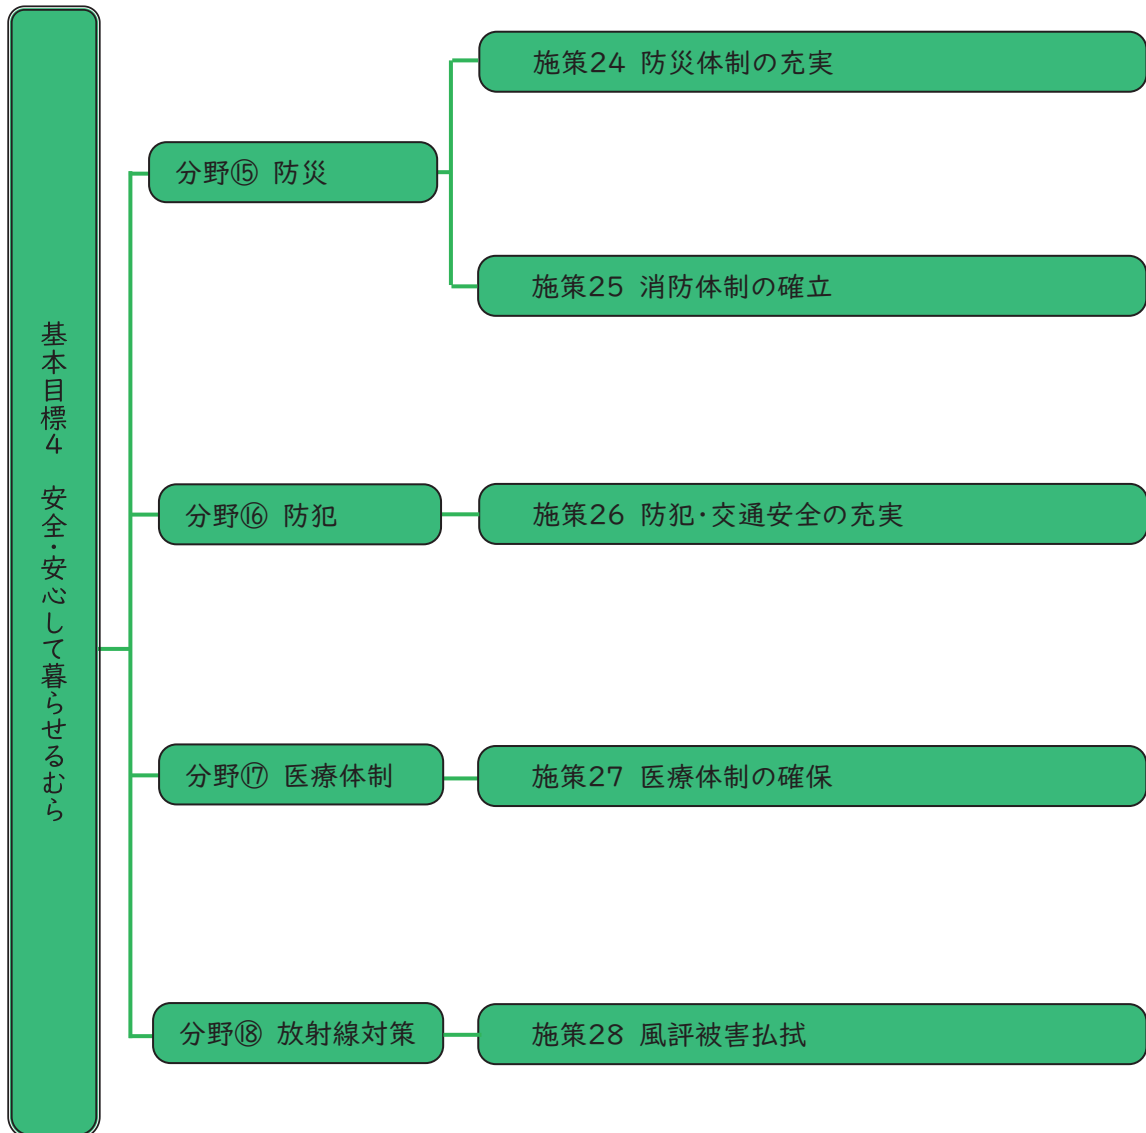 基本目標4　安全・安心して暮らせるむら
分野⑮ 防災
施策24 防災体制の充実
施策25 消防体制の確立
分野⑯ 防犯
施策26 防犯・交通安全の充実
分野⑰ 医療体制
施策27 医療体制の確保
分野⑱ 放射線対策
施策28 風評被害払拭